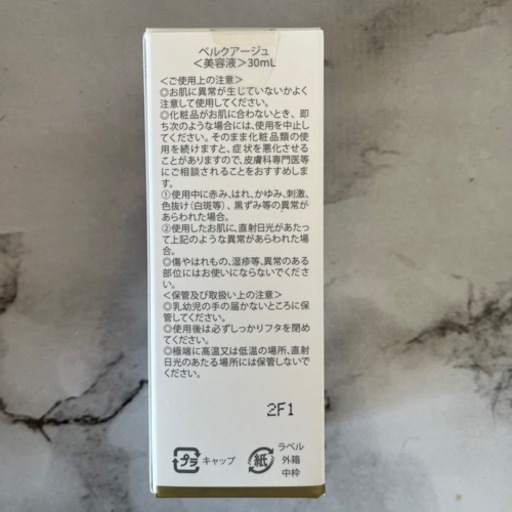 ベルクアージュ
＜美容液＞30mL
＜ご使用上の注意＞
◎お肌に異常が生じていないかよく
注意して使用してください。
◎化粧品がお肌に合わないとき、即
ち次のような場合には、使用を中止し
てください。そのまま化粧品類の使
用を続けますと、症状を悪化させる
ことがありますので、皮膚科専門医等
にご相談されることをおすすめしま
す。
①使用中に赤み、はれ、かゆみ、刺激、
色抜け(白斑等)、黒ずみ等の異常が
あらわれた場合。
②使用したお肌に、直射日光があたっ
て上記のような異常があらわれた場
合。
◎傷やはれもの、湿疹等、異常のある
部位にはお使いにならないでくださ
い。
＜保管及び取扱い上の注意＞
◎乳幼児の手の届かないところに保
管してください。
◎使用後は必ずしっかりフタを閉め
てください。
◎極端に高温又は低温の場所、直射
日光のあたる場所には保管しないで
ください。
2F1
プラ キャップ
紙 ラベル
外箱
中枠